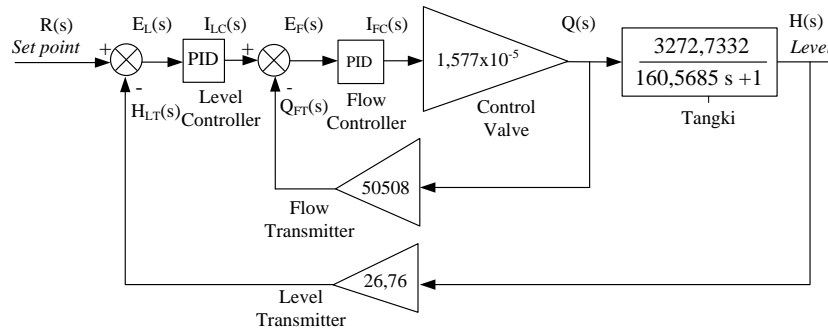 R(s)
Set point
+
-
E_L(s)
PID
Level
Controller
I_LC(s)
+
-
E_F(s)
PID
Flow
Controller
I_FC(s)
1,577x10⁻⁵
Control
Valve
Q(s)
3272,7332
160,5685 s +1
Tangki
H(s)
Level
H_LT(s)
Q_FT(s)
50508
Flow
Transmitter
26,76
Level
Transmitter